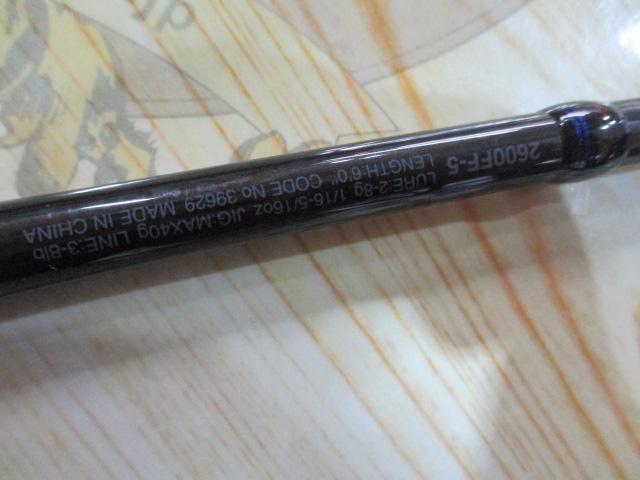 2600FF-5
LENGTH:6'0" CODE No 39629 MADE IN CHINA
LURE:2-8g 1/16-5/16oz JIG:MAX40g LINE:3-8lb